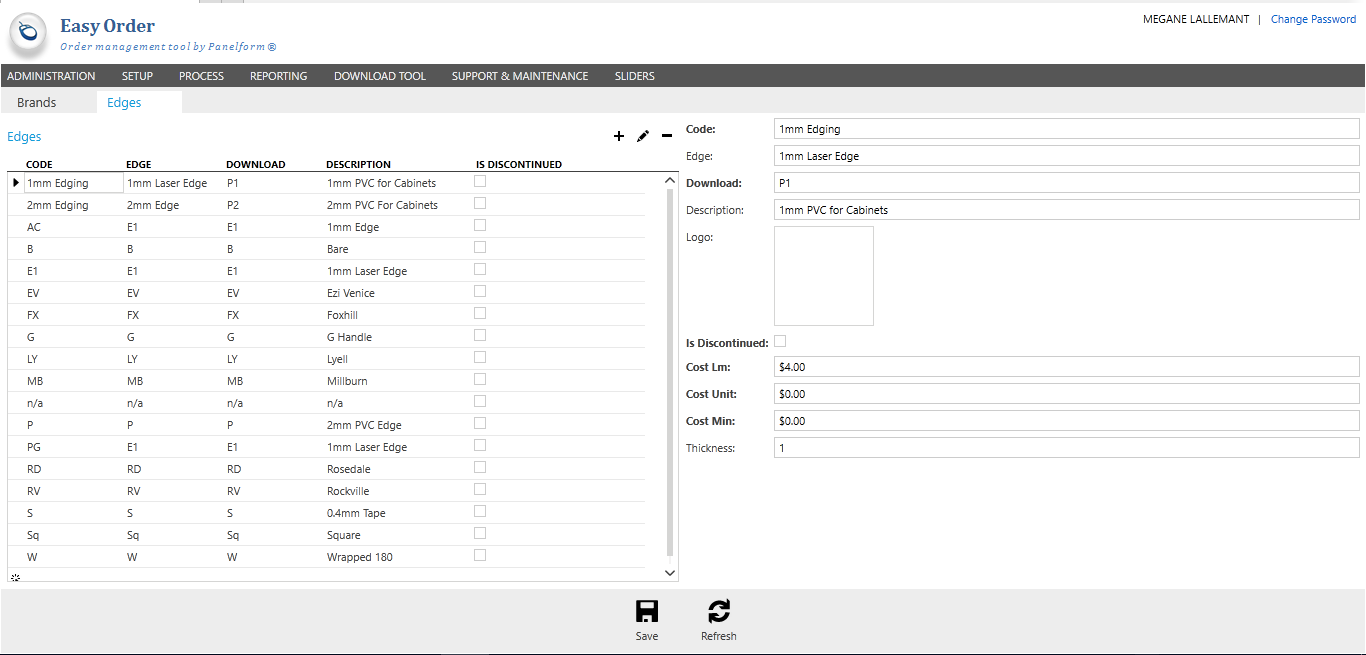 Easy Order
Order management tool by Panelform ®
MEGANE LALLEMANT | Change Password
ADMINISTRATION SETUP PROCESS REPORTING DOWNLOAD TOOL SUPPORT & MAINTENANCE SLIDERS
Brands Edges
Edges
CODE EDGE DOWNLOAD DESCRIPTION IS DISCONTINUED
1mm Edging 1mm Laser Edge P1 1mm PVC for Cabinets
2mm Edging 2mm Edge P2 2mm PVC For Cabinets
AC E1 E1 1mm Edge
B B B Bare
E1 E1 E1 1mm Laser Edge
EV EV EV Ezi Venice
FX FX FX Foxhill
G G G G Handle
LY LY LY Lyell
MB MB MB Millburn
n/a n/a n/a n/a
P P P 2mm PVC Edge
PG E1 E1 1mm Laser Edge
RD RD RD Rosedale
RV RV RV Rockville
S S S 0.4mm Tape
Sq Sq Sq Square
W W W Wrapped 180
Code: 1mm Edging
Edge: 1mm Laser Edge
Download: P1
Description: 1mm PVC for Cabinets
Logo:
Is Discontinued:
Cost Lm: $4.00
Cost Unit: $0.00
Cost Min: $0.00
Thickness: 1
Save Refresh